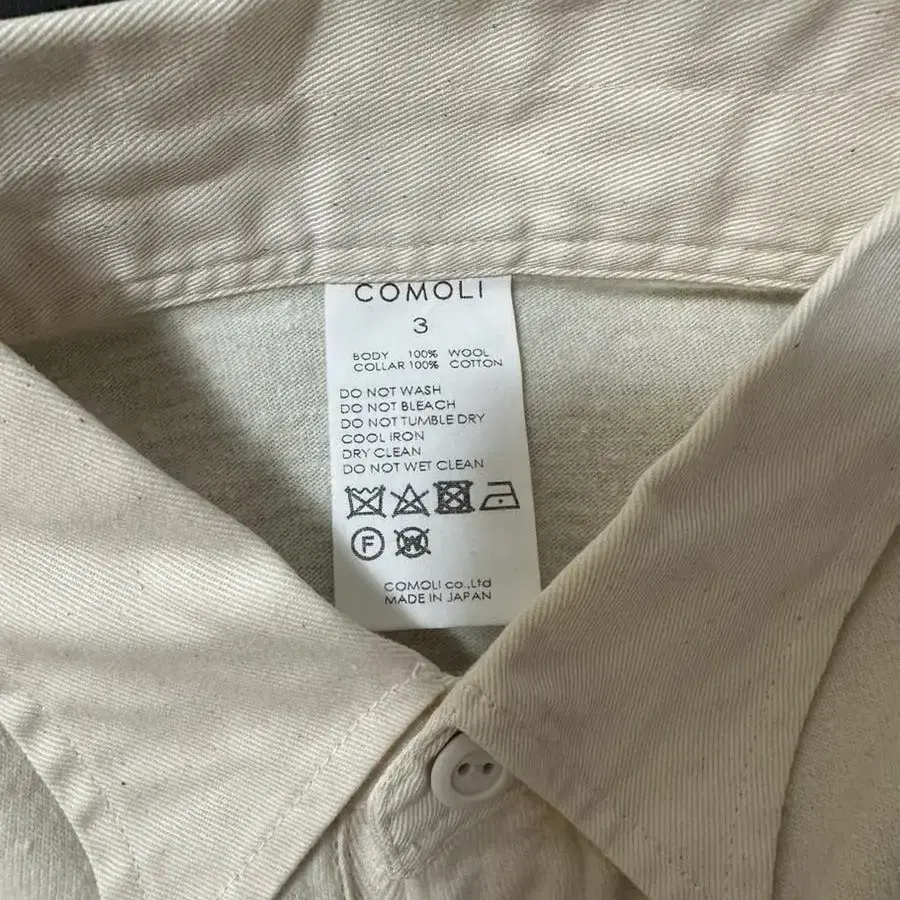 COMOLI
3
BODY 100% WOOL
COLLAR 100% COTTON
DO NOT WASH
DO NOT BLEACH
DO NOT TUMBLE DRY
COOL IRON
DRY CLEAN
DO NOT WET CLEAN
F W
COMOLI co.,Ltd
MADE IN JAPAN